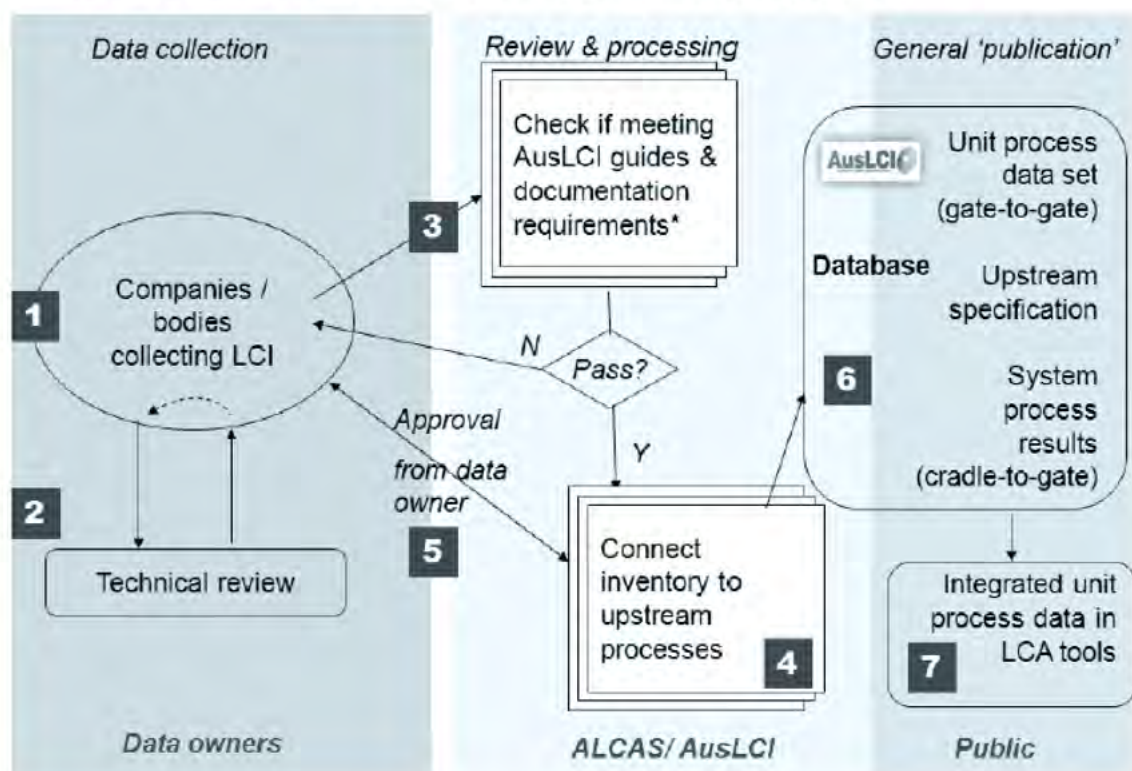 Data collection
Review & processing
General 'publication'
1
Companies /
bodies
collecting LCI
2
Technical review
3
Check if meeting
AusLCI guides &
documentation
requirements*
N
Pass?
Y
Approval
from data
owner
5
Connect
inventory to
upstream
processes
4
AusLCI
Unit process
data set
(gate-to-gate)
Database
Upstream
specification
6
System
process
results
(cradle-to-gate)
Integrated unit
process data in
LCA tools
7
Data owners
ALCAS/ AusLCI
Public